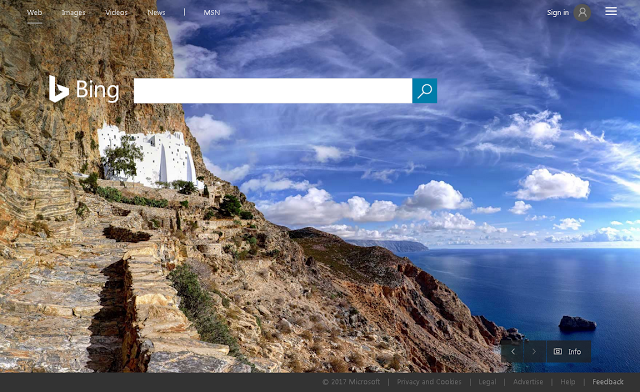 Web Images Videos News | MSN Sign in
Bing
Info
© 2017 Microsoft | Privacy and Cookies | Legal | Advertise | Help | Feedback